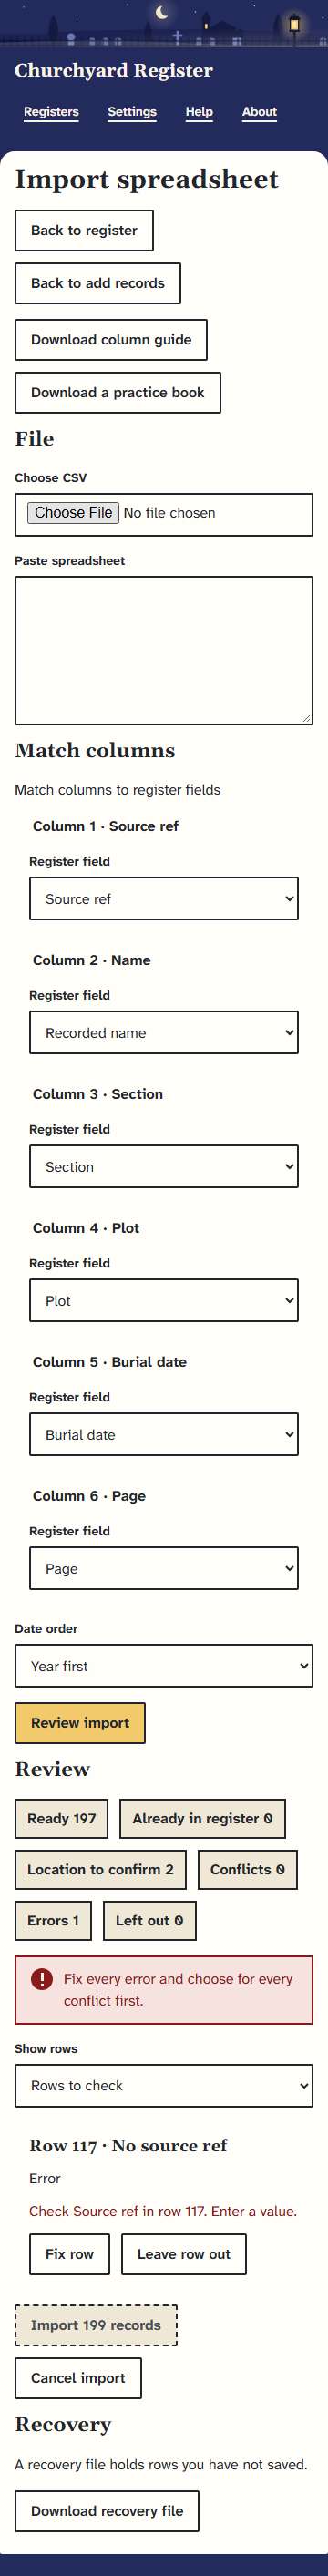 Churchyard Register
Registers Settings Help About
Import spreadsheet
Back to register
Back to add records
Download column guide
Download a practice book
File
Choose CSV
Choose File No file chosen
Paste spreadsheet
Match columns
Match columns to register fields
Column 1 · Source ref
Register field
Source ref
Column 2 · Name
Register field
Recorded name
Column 3 · Section
Register field
Section
Column 4 · Plot
Register field
Plot
Column 5 · Burial date
Register field
Burial date
Column 6 · Page
Register field
Page
Date order
Year first
Review import
Review
Ready 197 Already in register 0
Location to confirm 2 Conflicts 0
Errors 1 Left out 0
Fix every error and choose for every
conflict first.
Show rows
Rows to check
Row 117 · No source ref
Error
Check Source ref in row 117. Enter a value.
Fix row Leave row out
Import 199 records
Cancel import
Recovery
A recovery file holds rows you have not saved.
Download recovery file